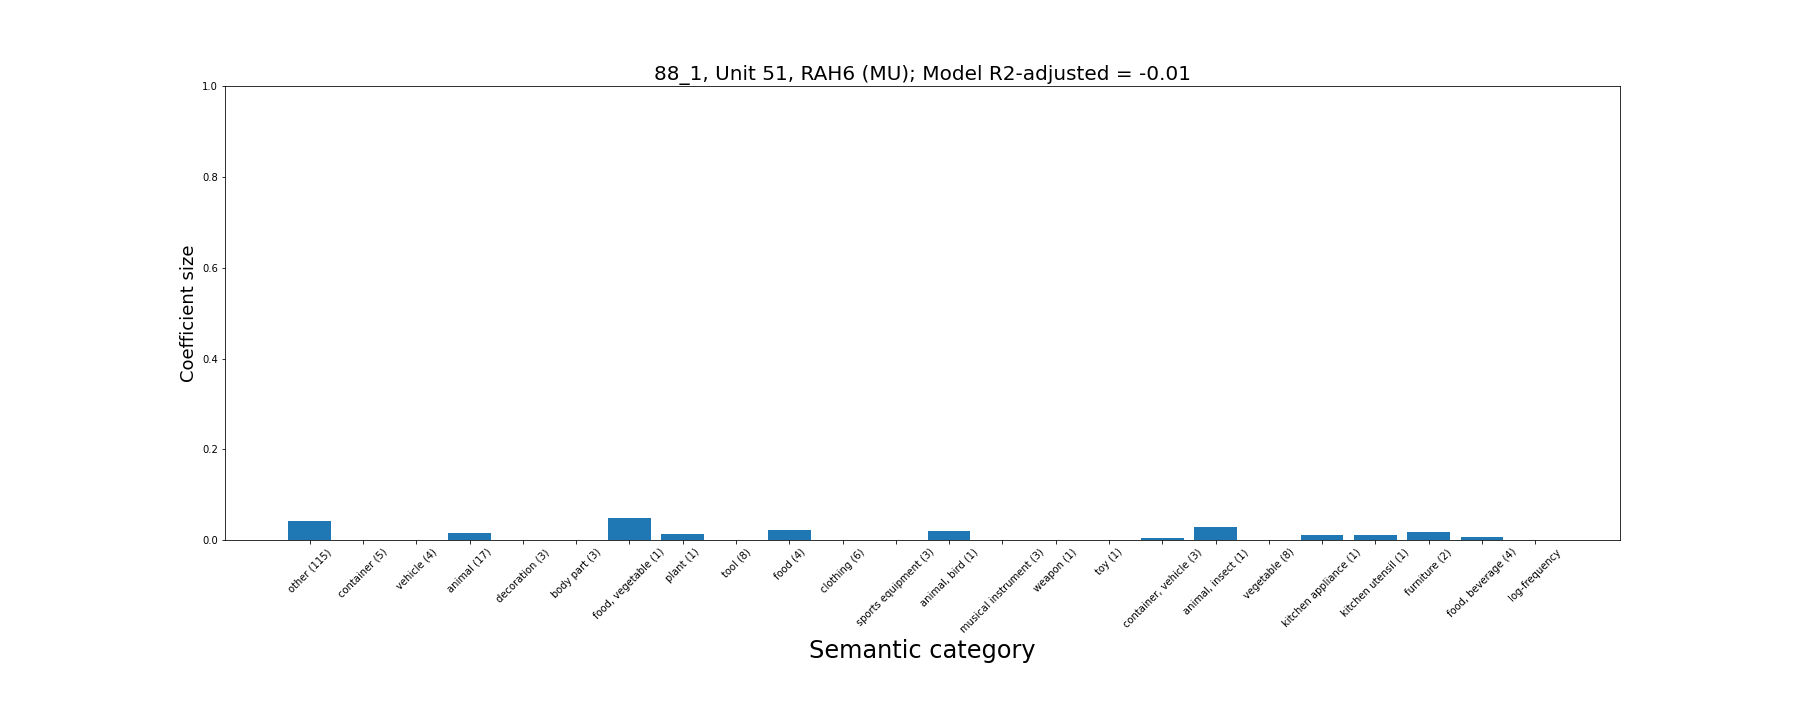 88_1, Unit 51, RAH6 (MU); Model R2-adjusted = -0.01
1.0
0.8
0.6
0.4
0.2
0.0
Coefficient size
other (115)
container (5)
vehicle (4)
animal (17)
decoration (3)
body part (3)
food, vegetable (1)
plant (1)
tool (8)
food (4)
clothing (6)
sports equipment (3)
animal, bird (1)
musical instrument (3)
weapon (1)
toy (1)
container, vehicle (3)
animal, insect (1)
vegetable (8)
kitchen appliance (1)
kitchen utensil (1)
furniture (2)
food, beverage (4)
log-frequency
Semantic category